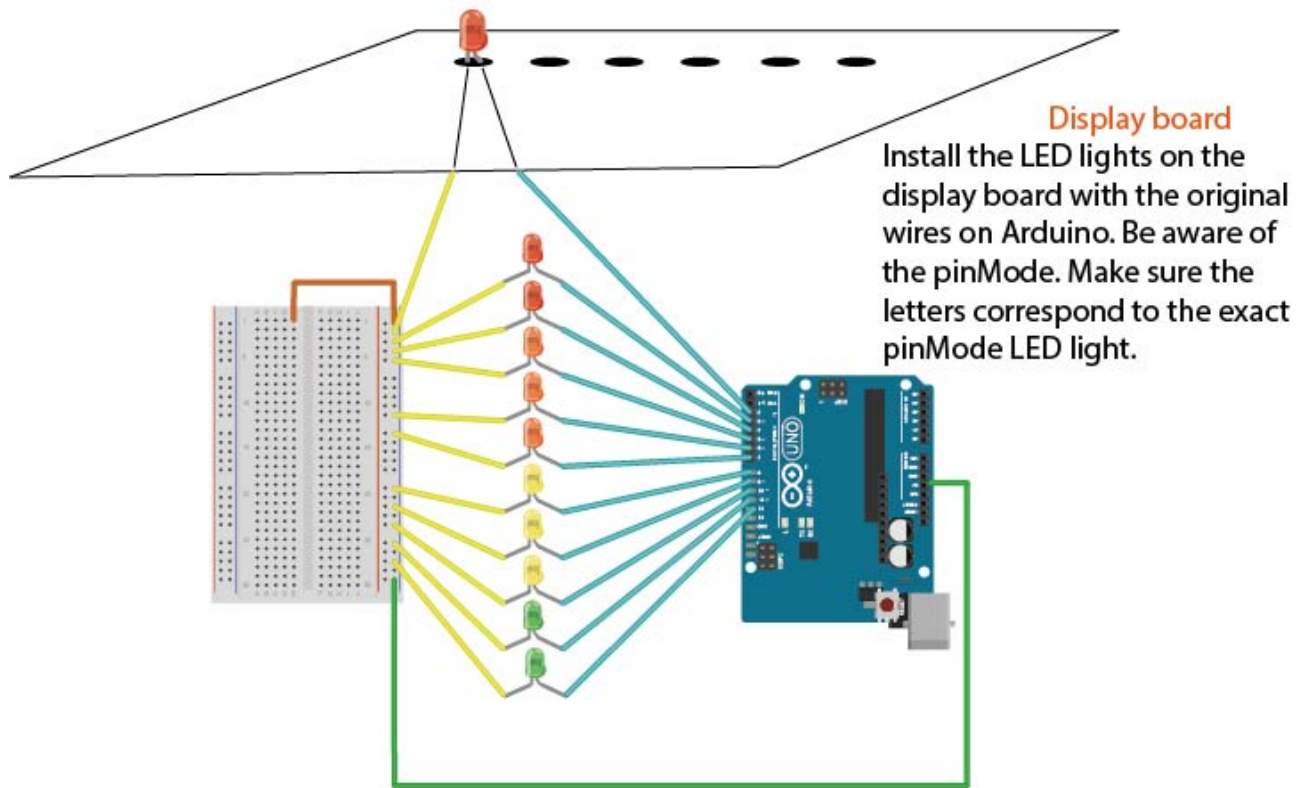 Display board
Install the LED lights on the
display board with the original
wires on Arduino. Be aware of
the pinMode. Make sure the
letters correspond to the exact
pinMode LED light.
UNO